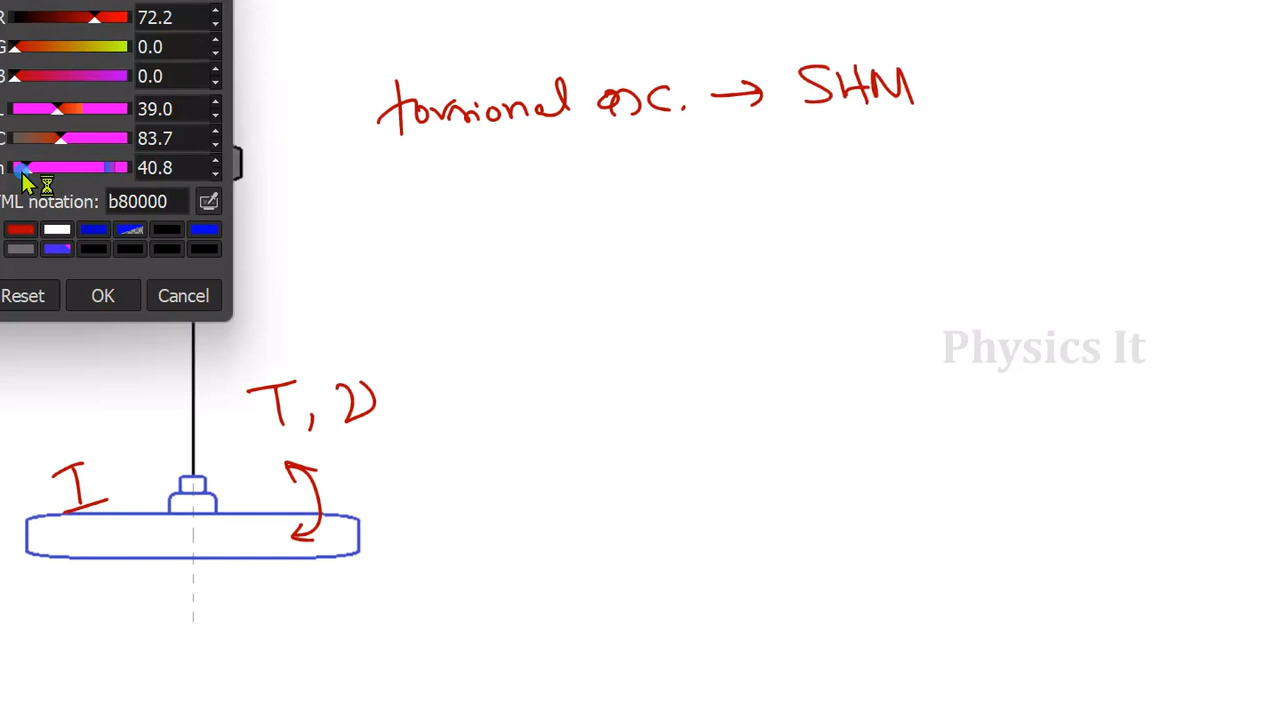 R 72.2
G 0.0
B 0.0
L 39.0
C 83.7
h 40.8
HTML notation: b80000
Reset OK Cancel
torsional osc. → SHM
Physics It
T, ν
I